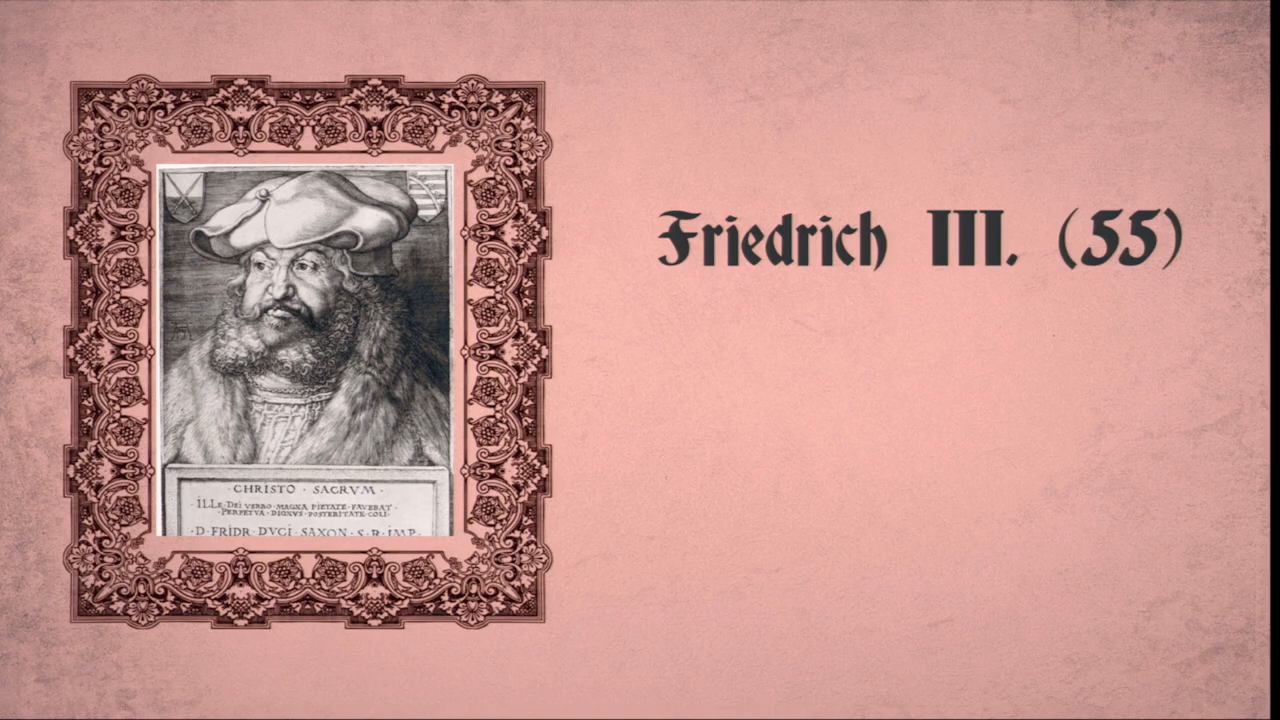 Friedrich III. (55)
· CHRISTO · SACRVM ·
ILLE DEI VERBO · MAGNA PIETATE · FAVEBAT ·
· PERPETVA · DIGNVS · POSTERITATE · COLI ·
· D · FRIDR · DVCI · SAXON · S · R · IMP ·